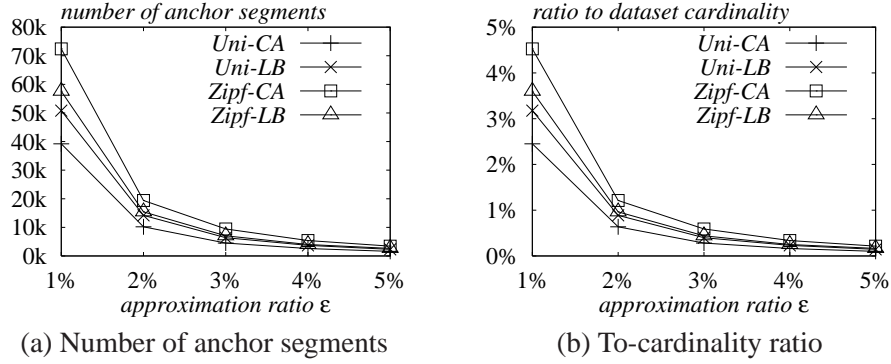 number of anchor segments
80k
70k
60k
50k
40k
30k
20k
10k
0k
1% 2% 3% 4% 5%
approximation ratio ε
Uni-CA
Uni-LB
Zipf-CA
Zipf-LB
(a) Number of anchor segments
ratio to dataset cardinality
5%
4%
3%
2%
1%
0%
1% 2% 3% 4% 5%
approximation ratio ε
Uni-CA
Uni-LB
Zipf-CA
Zipf-LB
(b) To-cardinality ratio